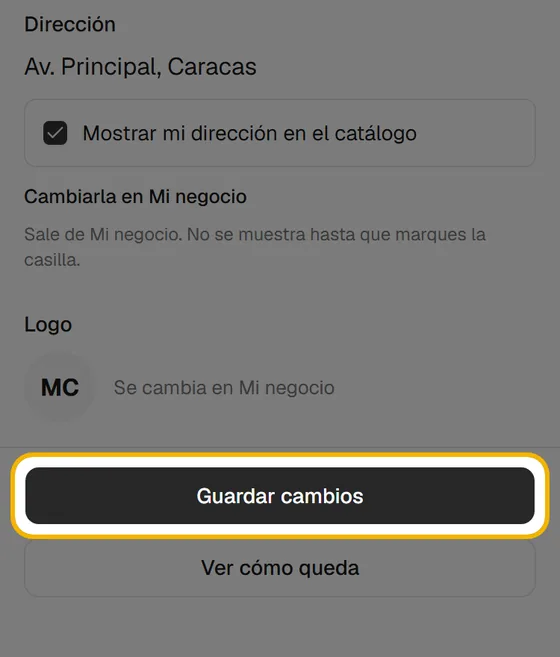 Dirección
Av. Principal, Caracas
Mostrar mi dirección en el catálogo
Cambiarla en Mi negocio
Sale de Mi negocio. No se muestra hasta que marques la
casilla.
Logo
MC
Se cambia en Mi negocio
Guardar cambios
Ver cómo queda